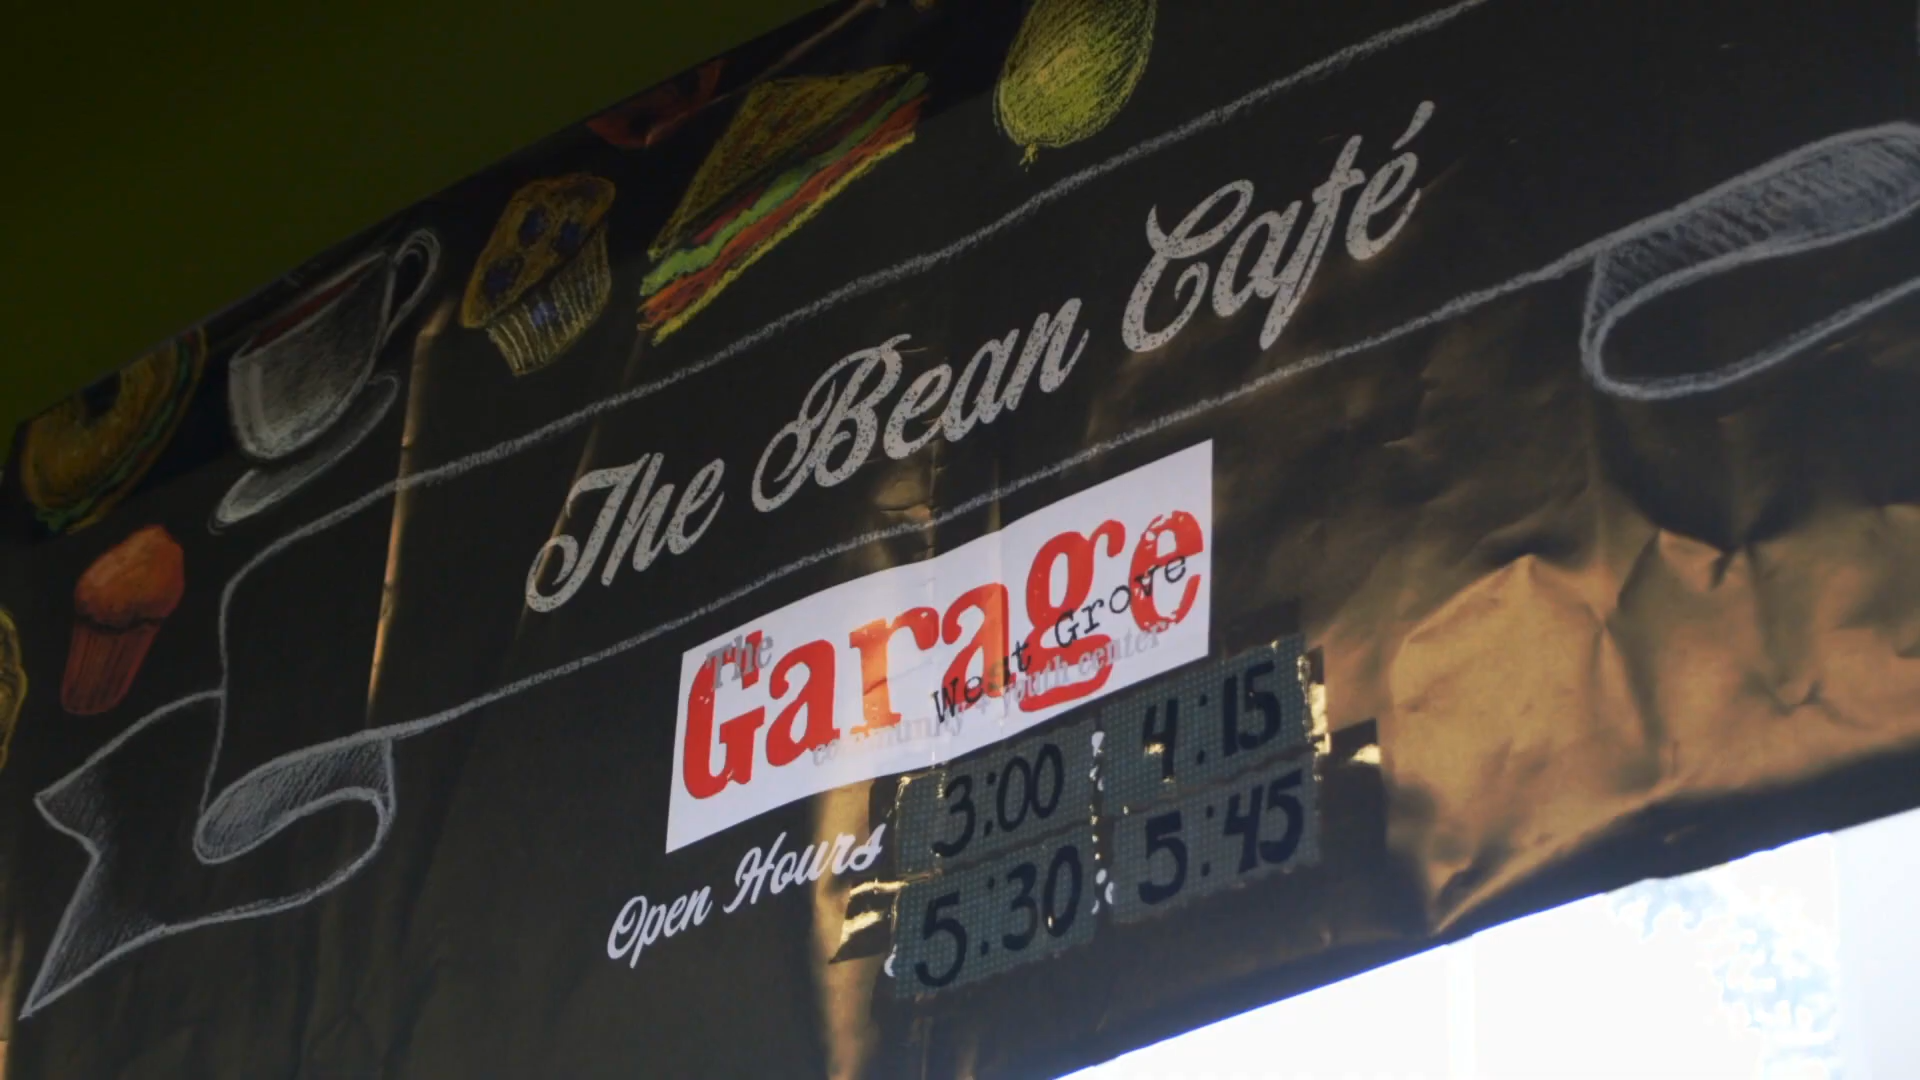 The Bean Café
The
Garage
West Grove
community + youth center
Open Hours
3:00 4:15
5:30 5:45